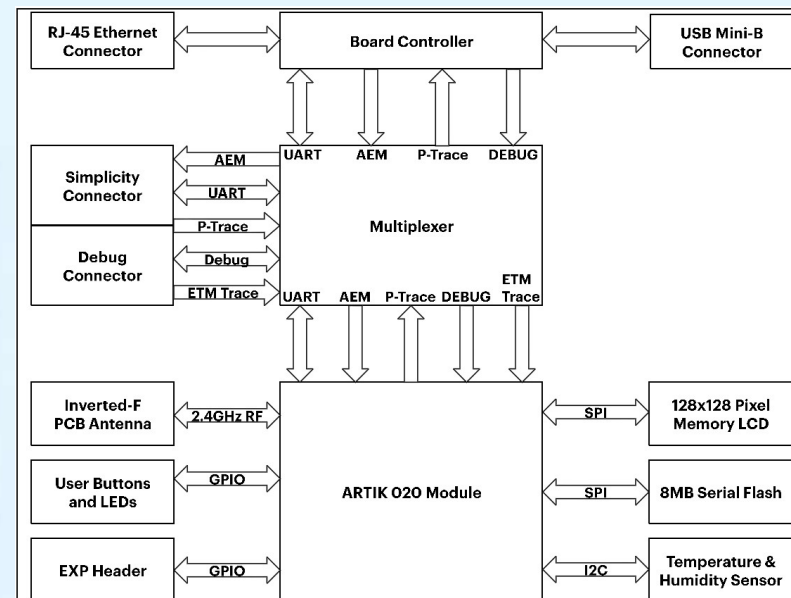 RJ-45 Ethernet
Connector
Board Controller
USB Mini-B
Connector
UART AEM P-Trace DEBUG
Simplicity
Connector
AEM
UART
P-Trace
Multiplexer
Debug
Connector
Debug
ETM Trace
UART AEM P-Trace DEBUG ETM
Trace
Inverted-F
PCB Antenna
2.4GHz RF
SPI
128x128 Pixel
Memory LCD
User Buttons
and LEDs
GPIO
ARTIK 020 Module
SPI
8MB Serial Flash
EXP Header
GPIO
I2C
Temperature &
Humidity Sensor